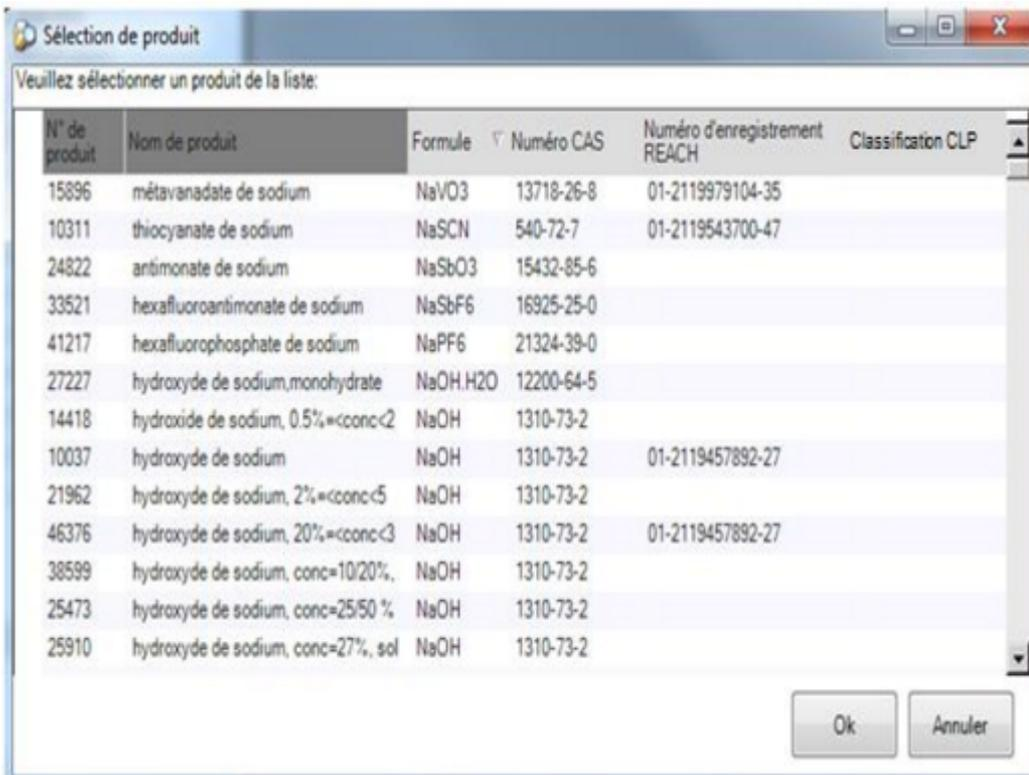 Sélection de produit
Veuillez sélectionner un produit de la liste:
N° de produit Nom de produit Formule Numéro CAS Numéro d'enregistrement REACH Classification CLP
15896 métavanadate de sodium NaVO3 13718-26-8 01-2119979104-35
10311 thiocyanate de sodium NaSCN 540-72-7 01-2119543700-47
24822 antimonate de sodium NaSbO3 15432-85-6
33521 hexafluoroantimonate de sodium NaSbF6 16925-25-0
41217 hexafluorophosphate de sodium NaPF6 21324-39-0
27227 hydroxyde de sodium,monohydrate NaOH.H2O 12200-64-5
14418 hydroxide de sodium, 0.5%=<conc<2 NaOH 1310-73-2
10037 hydroxyde de sodium NaOH 1310-73-2 01-2119457892-27
21962 hydroxyde de sodium, 2%=<conc<5 NaOH 1310-73-2
46376 hydroxyde de sodium, 20%=<conc<3 NaOH 1310-73-2 01-2119457892-27
38599 hydroxyde de sodium, conc=10/20%, NaOH 1310-73-2
25473 hydroxyde de sodium, conc=25/50 % NaOH 1310-73-2
25910 hydroxyde de sodium, conc=27%, sol NaOH 1310-73-2
Ok Annuler